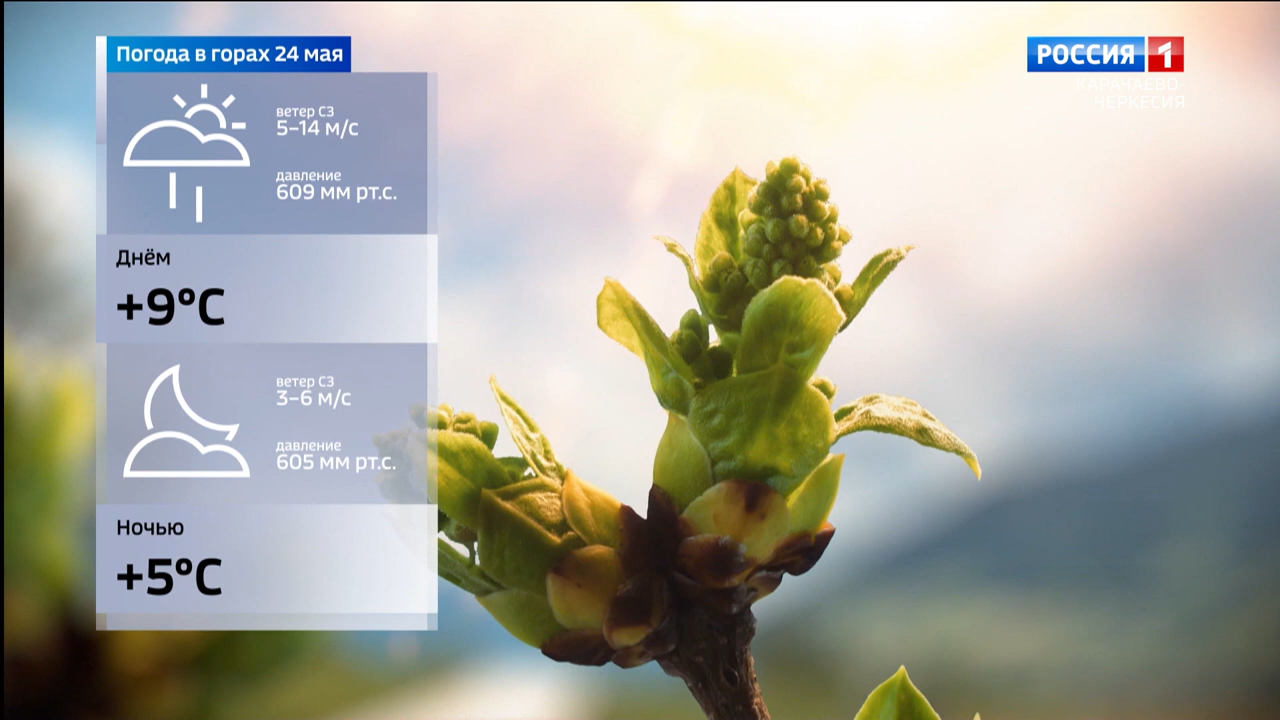 Погода в горах 24 мая
ветер СЗ
5–14 м/с
давление
609 мм рт.с.
Днём
+9°C
ветер СЗ
3–6 м/с
давление
605 мм рт.с.
Ночью
+5°C
РОССИЯ 1
КАРАЧАЕВО-
ЧЕРКЕСИЯ